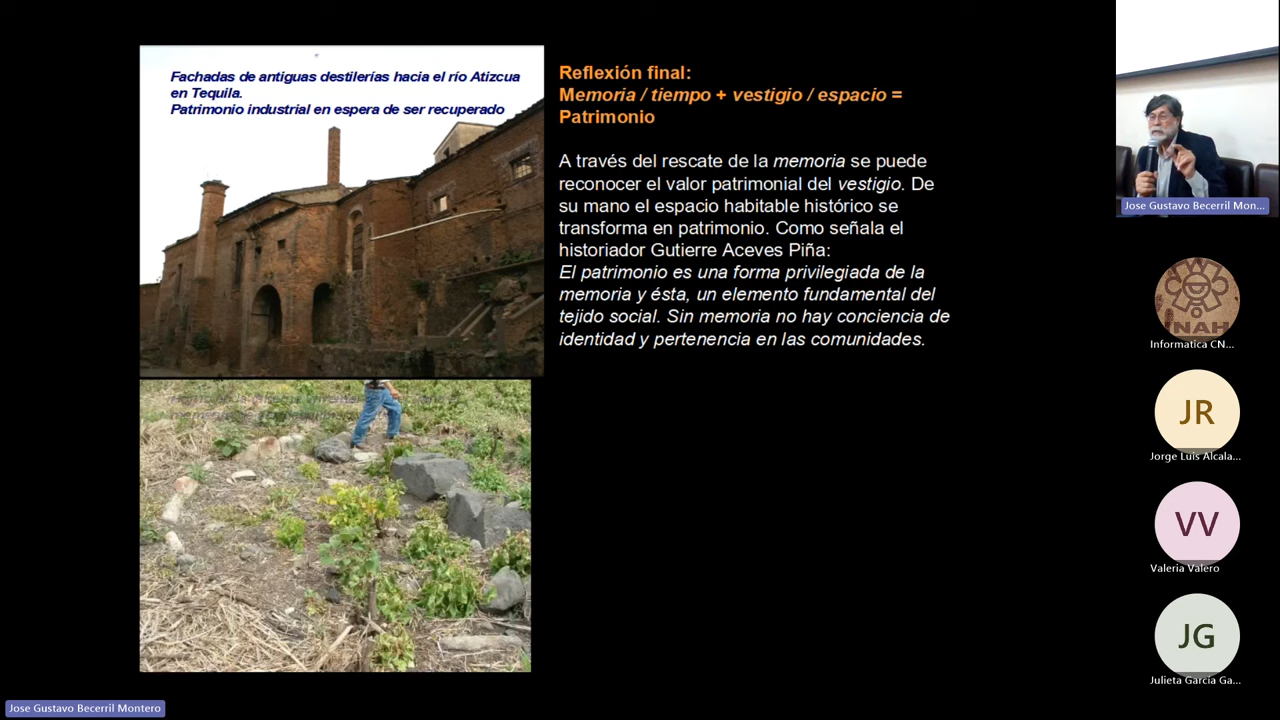 Fachadas de antiguas destilerías hacia el río Atizcua
en Tequila.
Patrimonio industrial en espera de ser recuperado
Reflexión final:
Memoria / tiempo + vestigio / espacio =
Patrimonio
A través del rescate de la memoria se puede
reconocer el valor patrimonial del vestigio. De
su mano el espacio habitable histórico se
transforma en patrimonio. Como señala el
historiador Gutierre Aceves Piña:
El patrimonio es una forma privilegiada de la
memoria y ésta, un elemento fundamental del
tejido social. Sin memoria no hay conciencia de
identidad y pertenencia en las comunidades.
Jose Gustavo Becerril Mon...
INAH
Informatica CN...
JR
Jorge Luis Alcala...
VV
Valeria Valero
JG
Julieta García Ga...
Jose Gustavo Becerril Montero